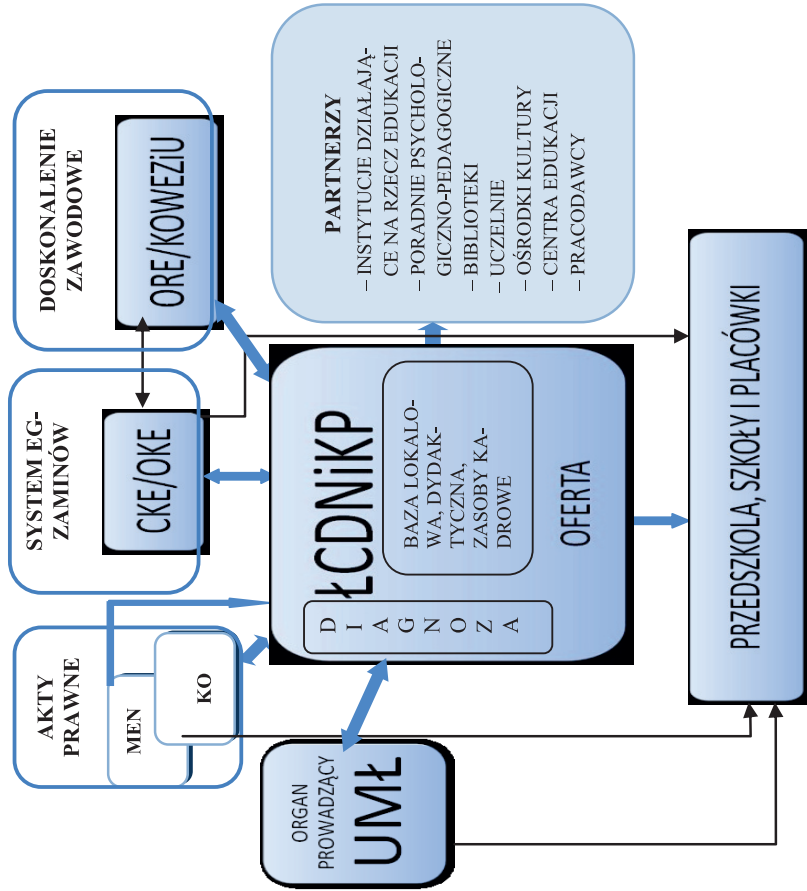 AKTY
PRAWNE
MEN
KO
SYSTEM EG-
ZAMINÓW
CKE/OKE
DOSKONALENIE
ZAWODOWE
ORE/KOWEZiU
ORGAN
PROWADZĄCY
UMŁ
D
I
A
G
N
O
Z
A
ŁCDNiKP
BAZA LOKALO-
WA, DYDAK-
TYCZNA,
ZASOBY KA-
DROWE
OFERTA
PARTNERZY
– INSTYTUCJE DZIAŁAJĄ-
CE NA RZECZ EDUKACJI
– PORADNIE PSYCHOLO-
GICZNO-PEDAGOGICZNE
– BIBLIOTEKI
– UCZELNIE
– OŚRODKI KULTURY
– CENTRA EDUKACJI
– PRACODAWCY
PRZEDSZKOLA, SZKOŁY I PLACÓWKI